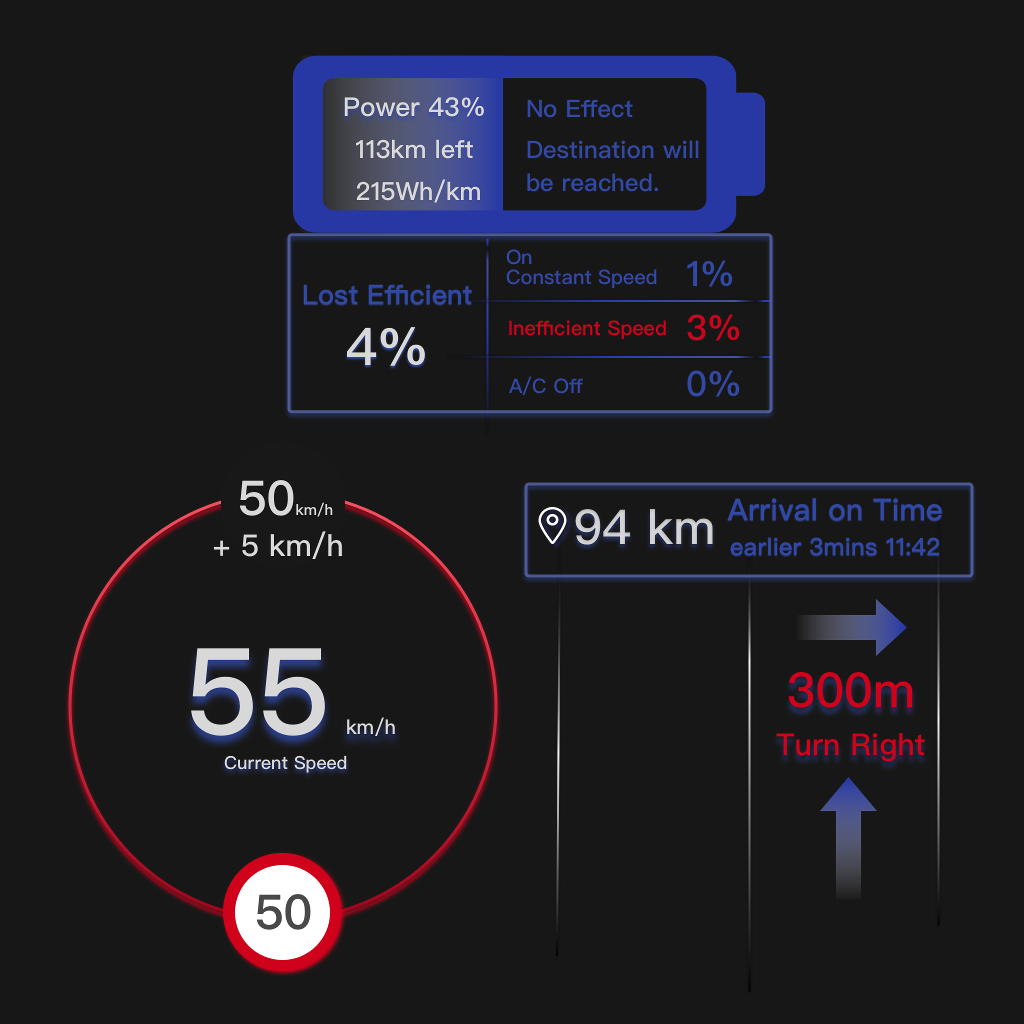 Power 43%
113km left
215Wh/km
No Effect
Destination will
be reached.
Lost Efficient
4%
On
Constant Speed 1%
Inefficient Speed 3%
A/C Off 0%
50km/h
+ 5 km/h
55 km/h
Current Speed
50
94 km
Arrival on Time
earlier 3mins 11:42
300m
Turn Right